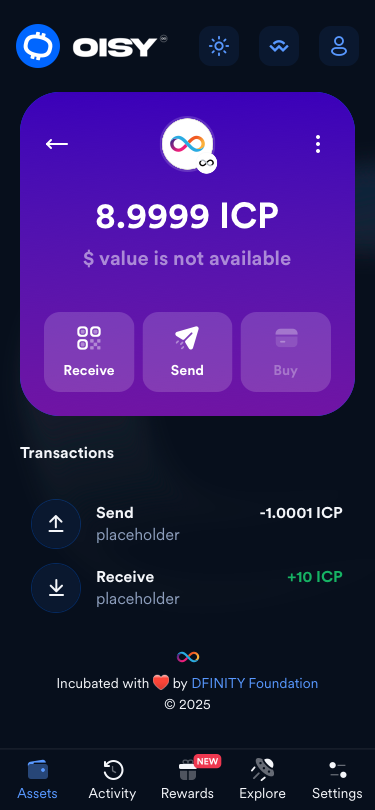 OISY
8.9999 ICP
$ value is not available
Receive
Send
Buy
Transactions
Send
-1.0001 ICP
placeholder
Receive
+10 ICP
placeholder
Incubated with ❤️ by DFINITY Foundation
© 2025
NEW
Assets
Activity
Rewards
Explore
Settings